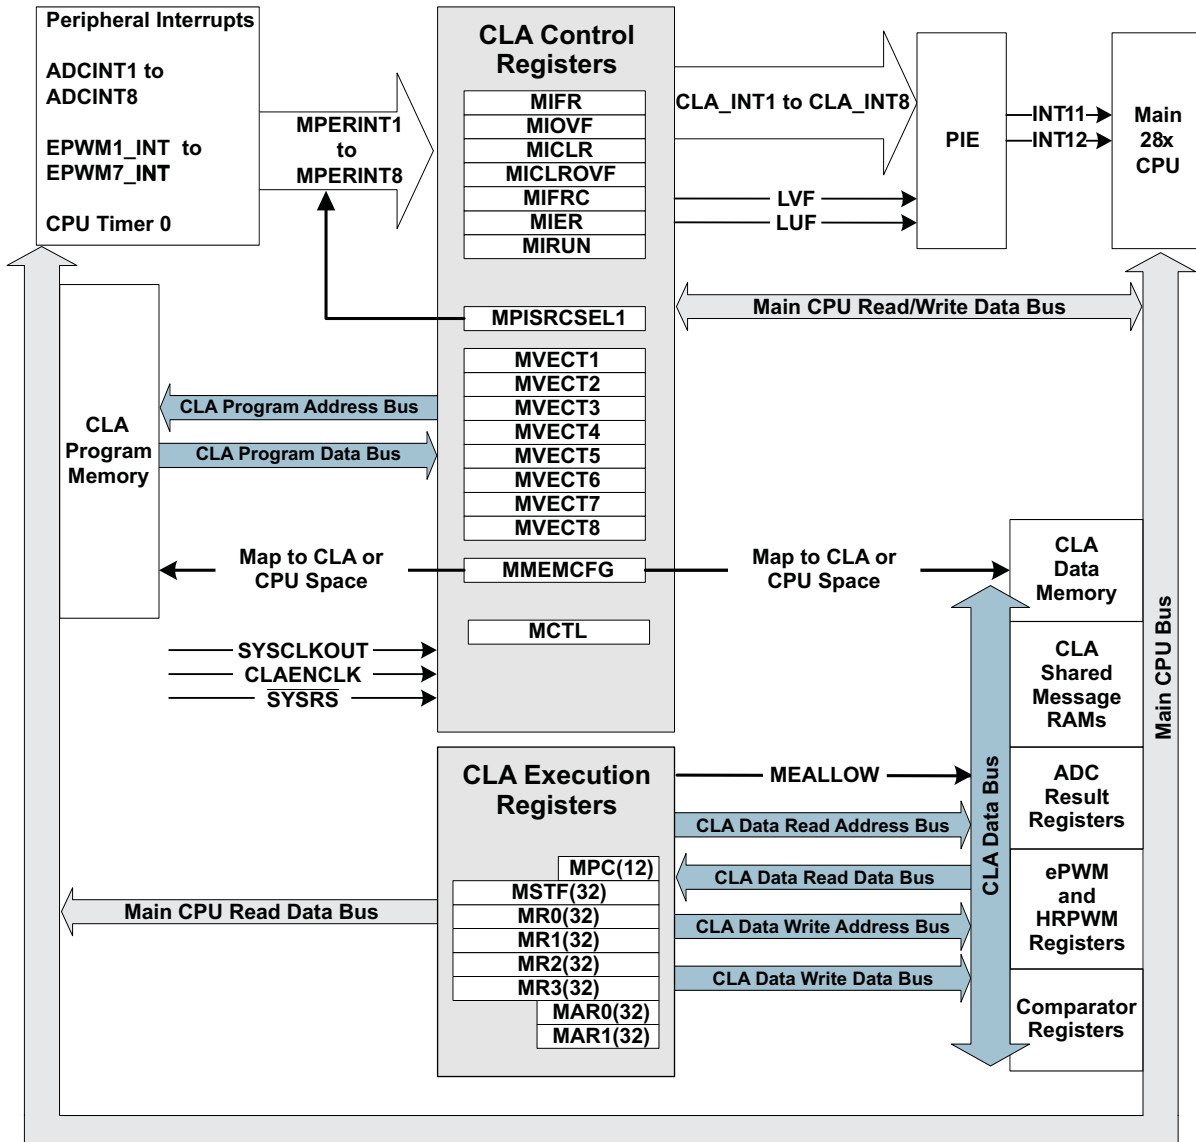 Peripheral Interrupts
ADCINT1 to
ADCINT8
EPWM1_INT to
EPWM7_INT
CPU Timer 0
MPERINT1
to
MPERINT8
CLA Control
Registers
MIFR
MIOVF
MICLR
MICLROVF
MIFRC
MIER
MIRUN
MPISRCSEL1
MVECT1
MVECT2
MVECT3
MVECT4
MVECT5
MVECT6
MVECT7
MVECT8
MMEMCFG
MCTL
CLA_INT1 to CLA_INT8
LVF
LUF
PIE
INT11
INT12
Main
28x
CPU
Main CPU Read/Write Data Bus
CLA
Program
Memory
CLA Program Address Bus
CLA Program Data Bus
Map to CLA or
CPU Space
Map to CLA or
CPU Space
SYSCLKOUT
CLAENCLK
SYSRS
CLA
Data
Memory
CLA
Shared
Message
RAMs
ADC
Result
Registers
ePWM
and
HRPWM
Registers
Comparator
Registers
Main CPU Bus
CLA Data Bus
CLA Execution
Registers
MPC(12)
MSTF(32)
MR0(32)
MR1(32)
MR2(32)
MR3(32)
MAR0(32)
MAR1(32)
MEALLOW
CLA Data Read Address Bus
CLA Data Read Data Bus
CLA Data Write Address Bus
CLA Data Write Data Bus
Main CPU Read Data Bus